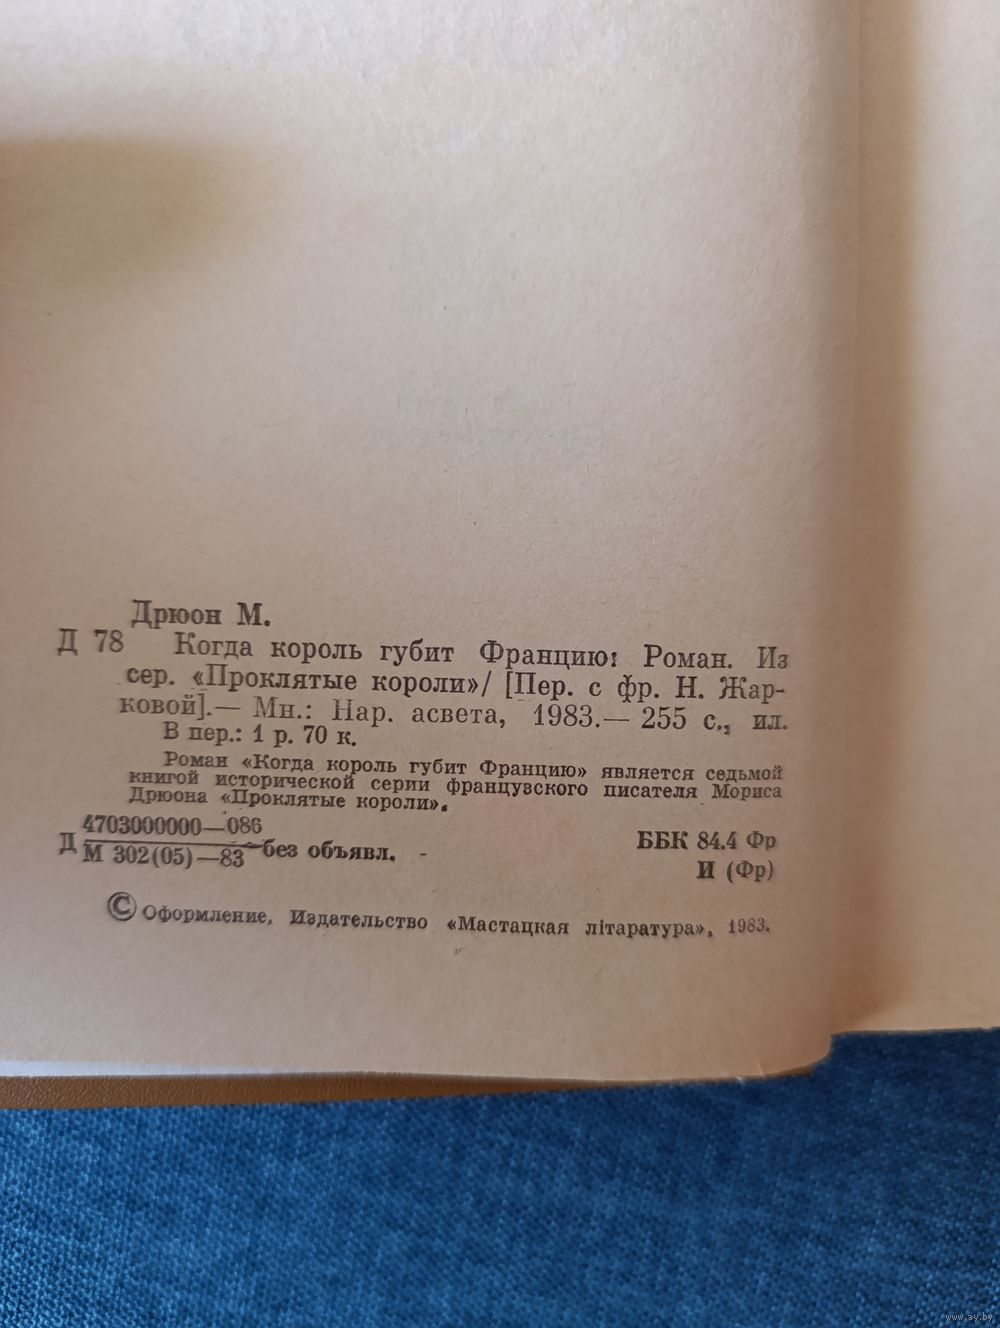 Дрюон М.
Д 78 Когда король губит Францию: Роман. Из
сер. «Проклятые короли»/ [Пер. с фр. Н. Жар-
ковой].— Мн.: Нар. асвета, 1983.— 255 с., ил.
В пер.: 1 р. 70 к.
Роман «Когда король губит Францию» является седьмой
книгой исторической серии французского писателя Мориса
Дрюона «Проклятые короли».
4703000000—086
Д М 302(05)—83 без объявл.
ББК 84.4 Фр
И (Фр)
© Оформление, Издательство «Мастацкая літаратура», 1983.
www.ay.by